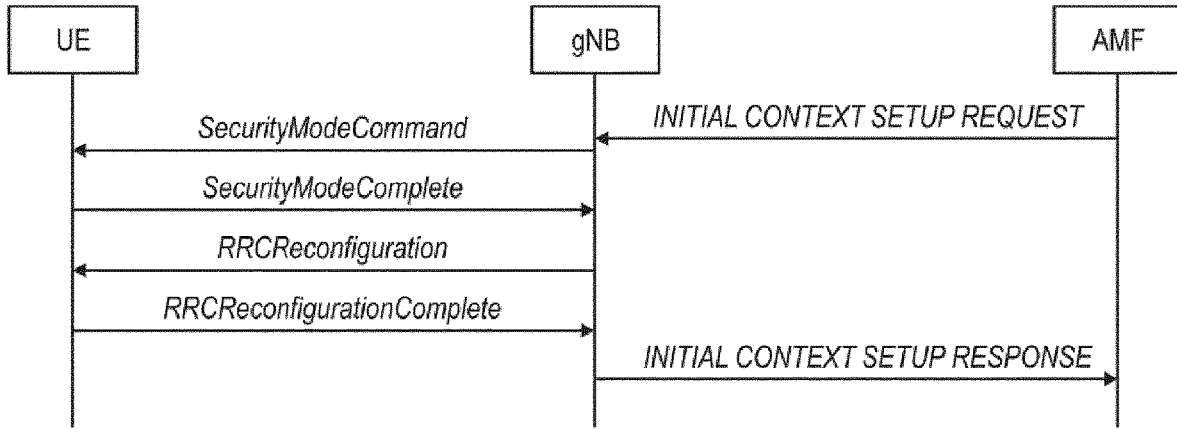 UE
gNB
AMF
INITIAL CONTEXT SETUP REQUEST
SecurityModeCommand
SecurityModeComplete
RRCReconfiguration
RRCReconfigurationComplete
INITIAL CONTEXT SETUP RESPONSE